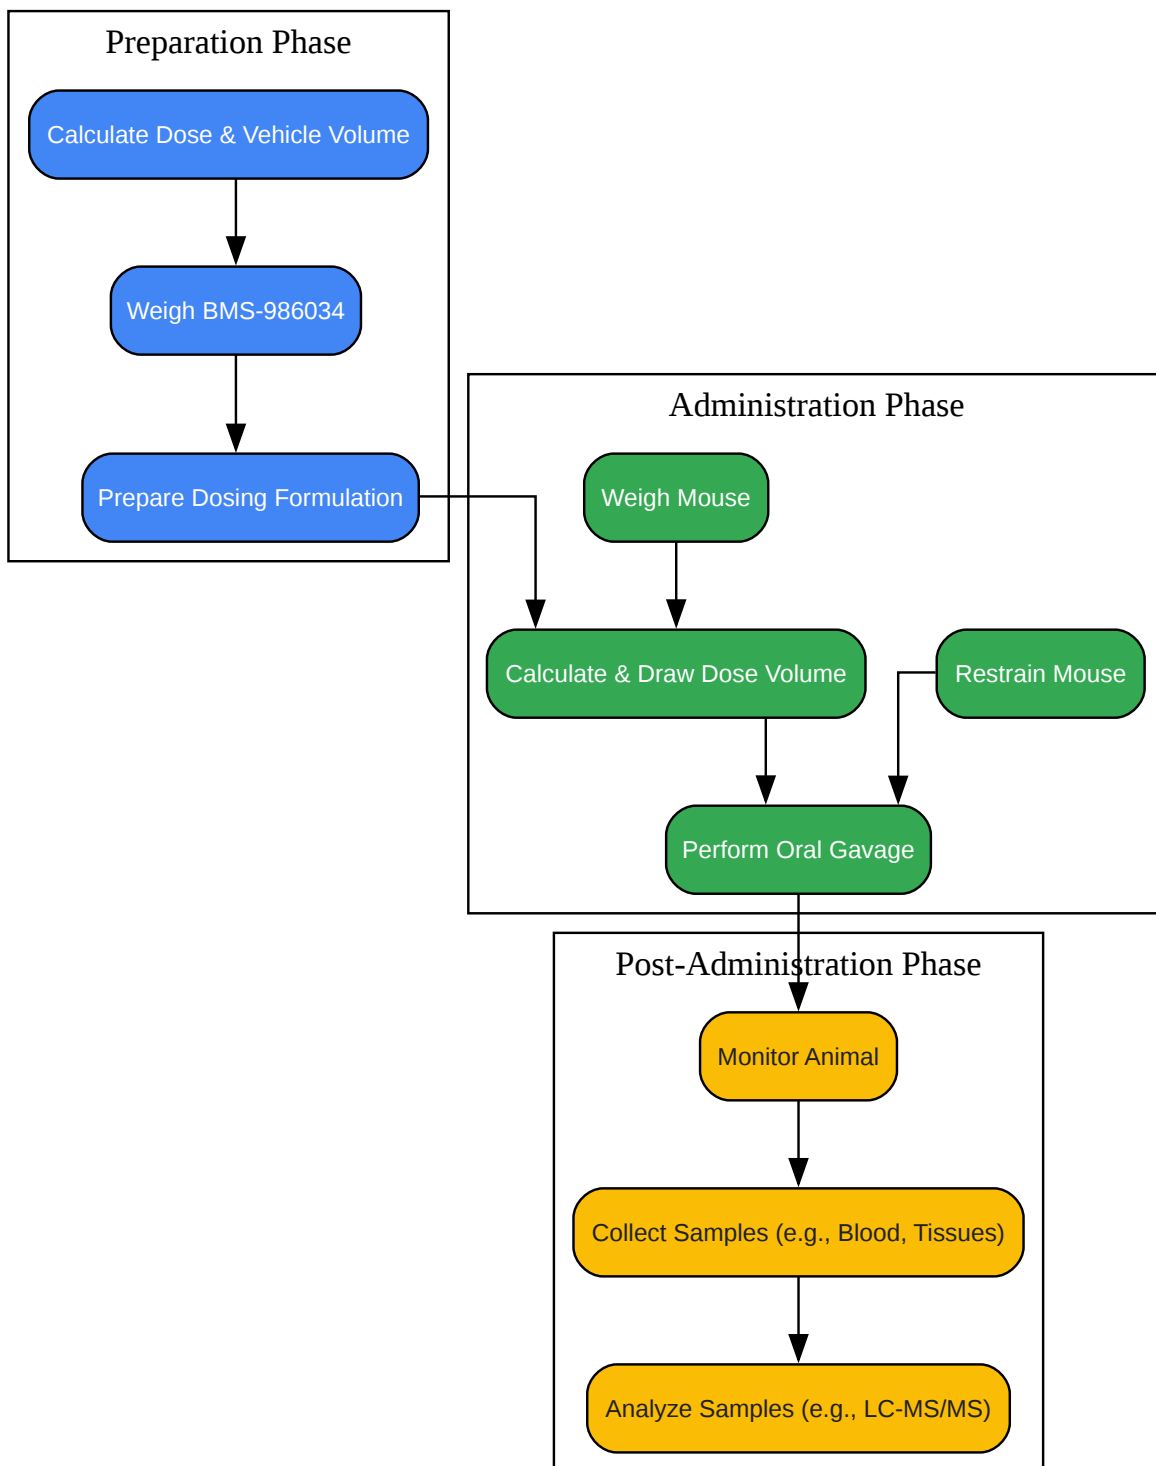 Preparation Phase
Calculate Dose & Vehicle Volume
Weigh BMS-986034
Prepare Dosing Formulation
Administration Phase
Weigh Mouse
Calculate & Draw Dose Volume
Restrain Mouse
Perform Oral Gavage
Post-Administration Phase
Monitor Animal
Collect Samples (e.g., Blood, Tissues)
Analyze Samples (e.g., LC-MS/MS)